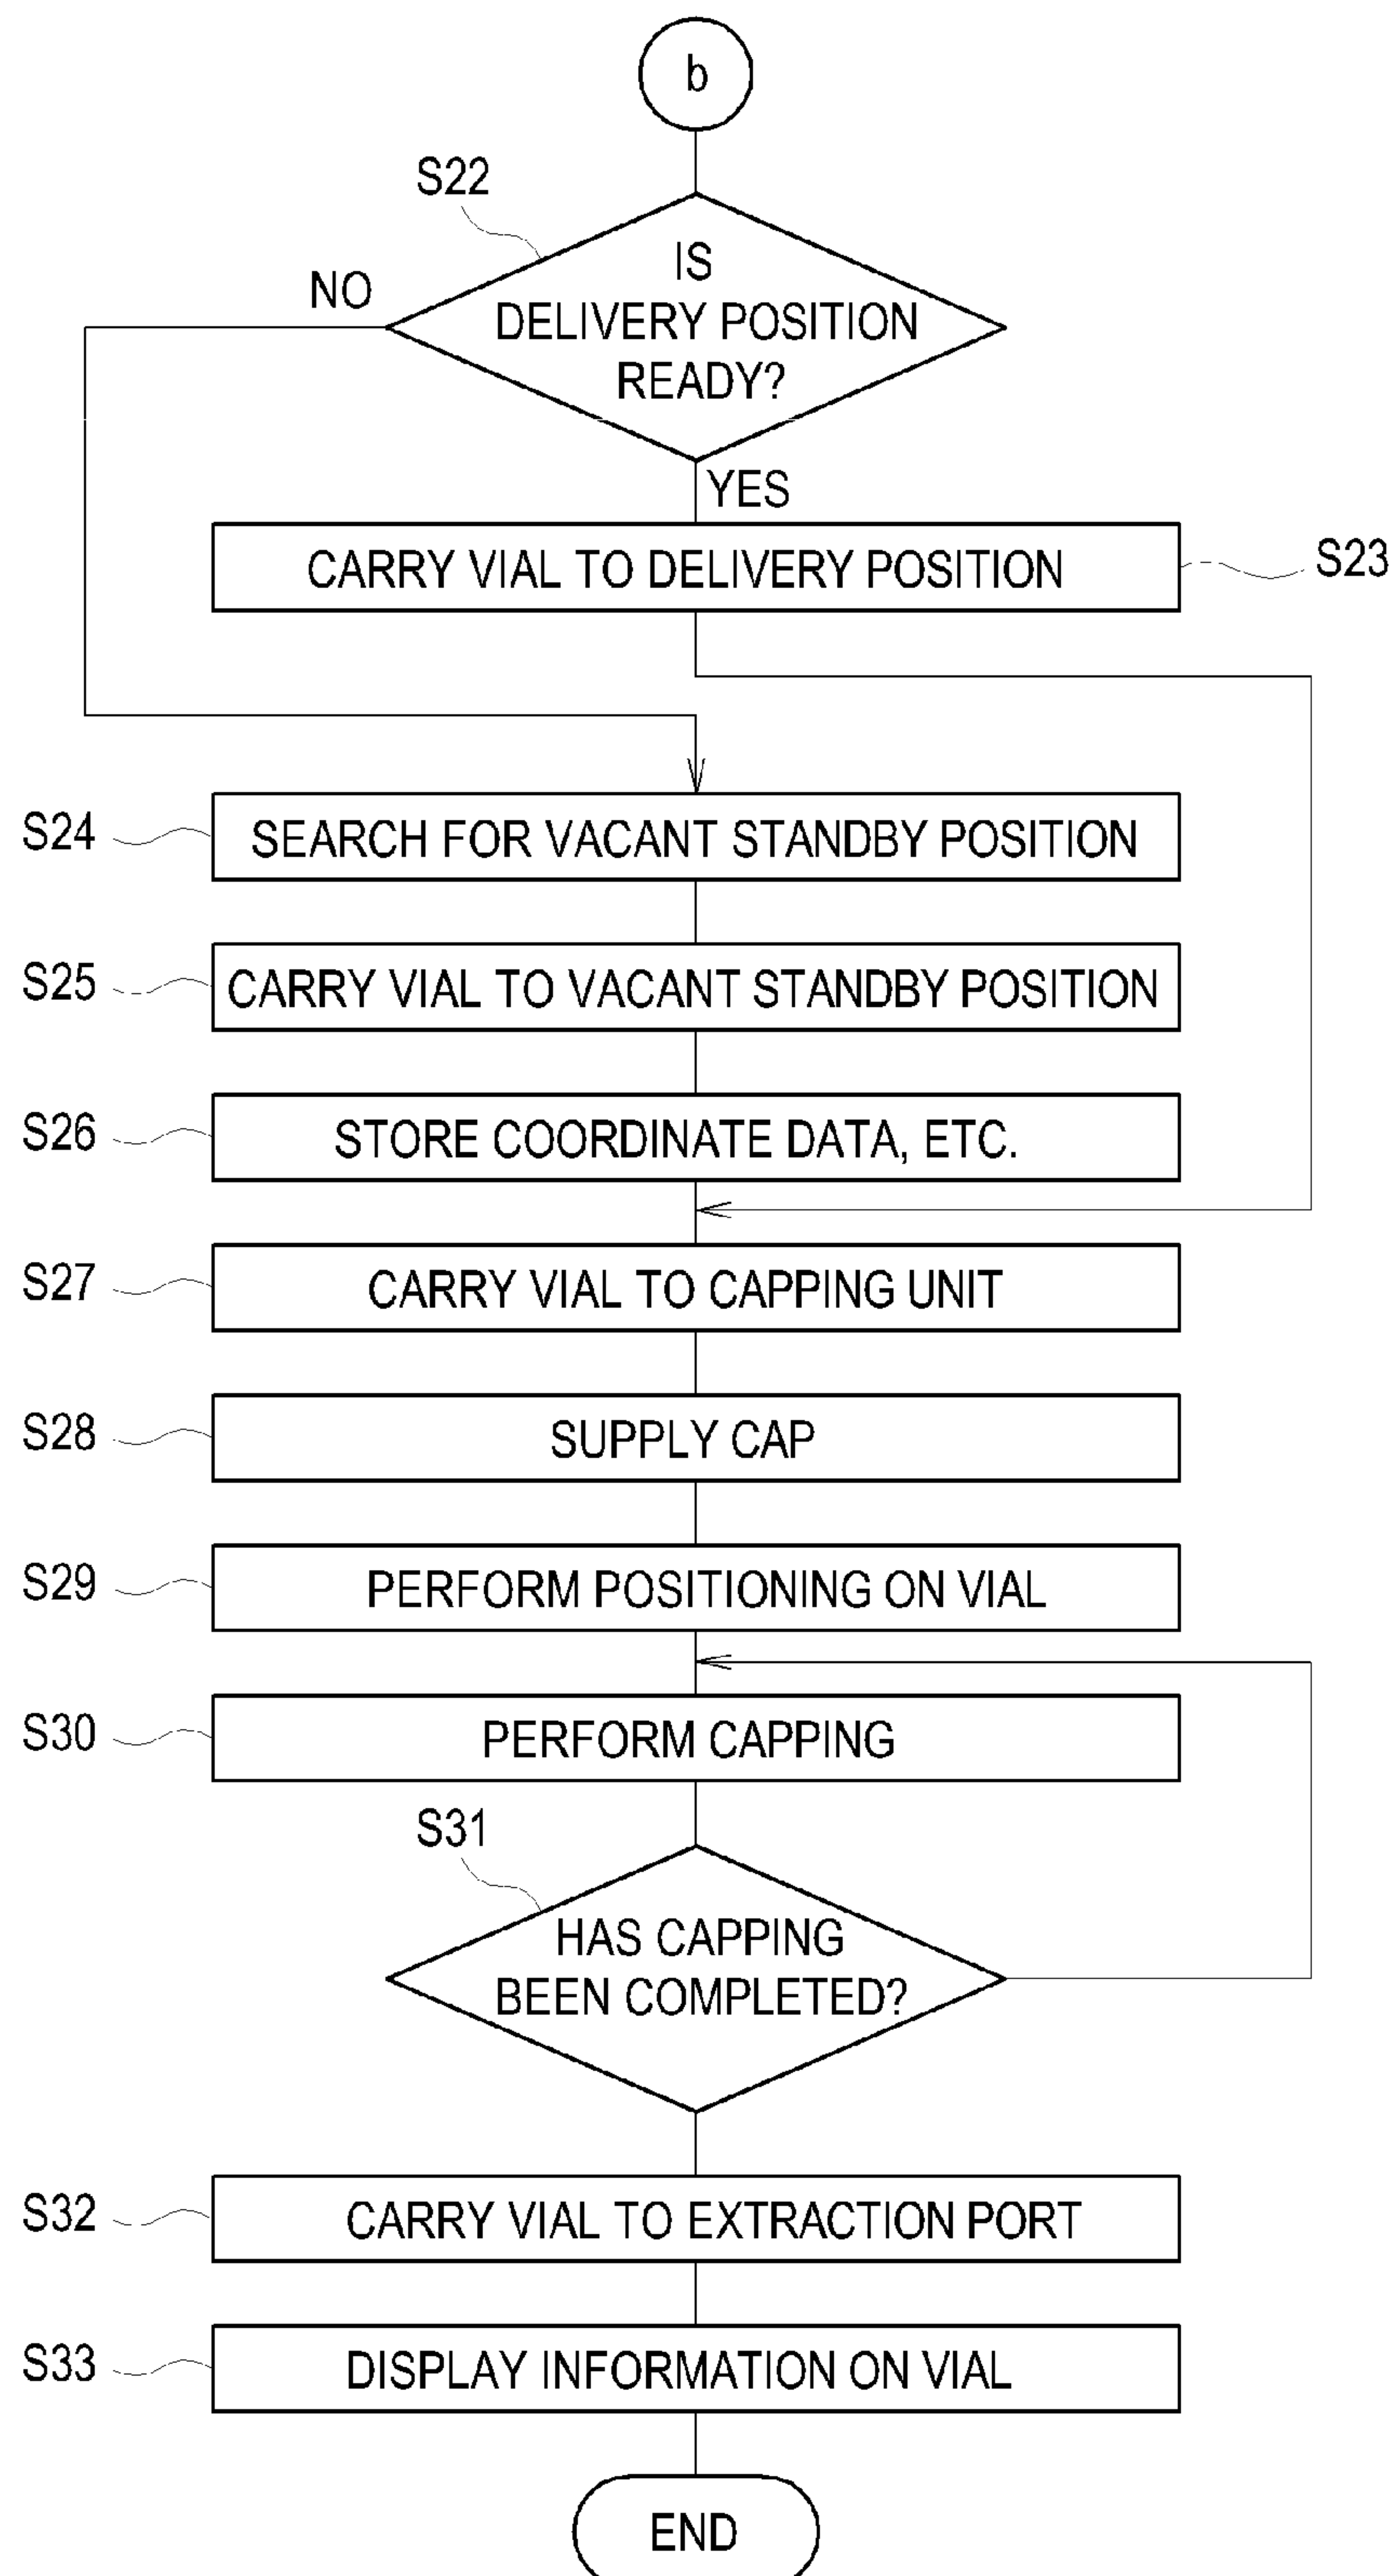 b
S22
IS
DELIVERY POSITION
READY?
NO
YES
CARRY VIAL TO DELIVERY POSITION
S23
S24
SEARCH FOR VACANT STANDBY POSITION
S25
CARRY VIAL TO VACANT STANDBY POSITION
S26
STORE COORDINATE DATA, ETC.
S27
CARRY VIAL TO CAPPING UNIT
S28
SUPPLY CAP
S29
PERFORM POSITIONING ON VIAL
S30
PERFORM CAPPING
S31
HAS CAPPING
BEEN COMPLETED?
S32
CARRY VIAL TO EXTRACTION PORT
S33
DISPLAY INFORMATION ON VIAL
END